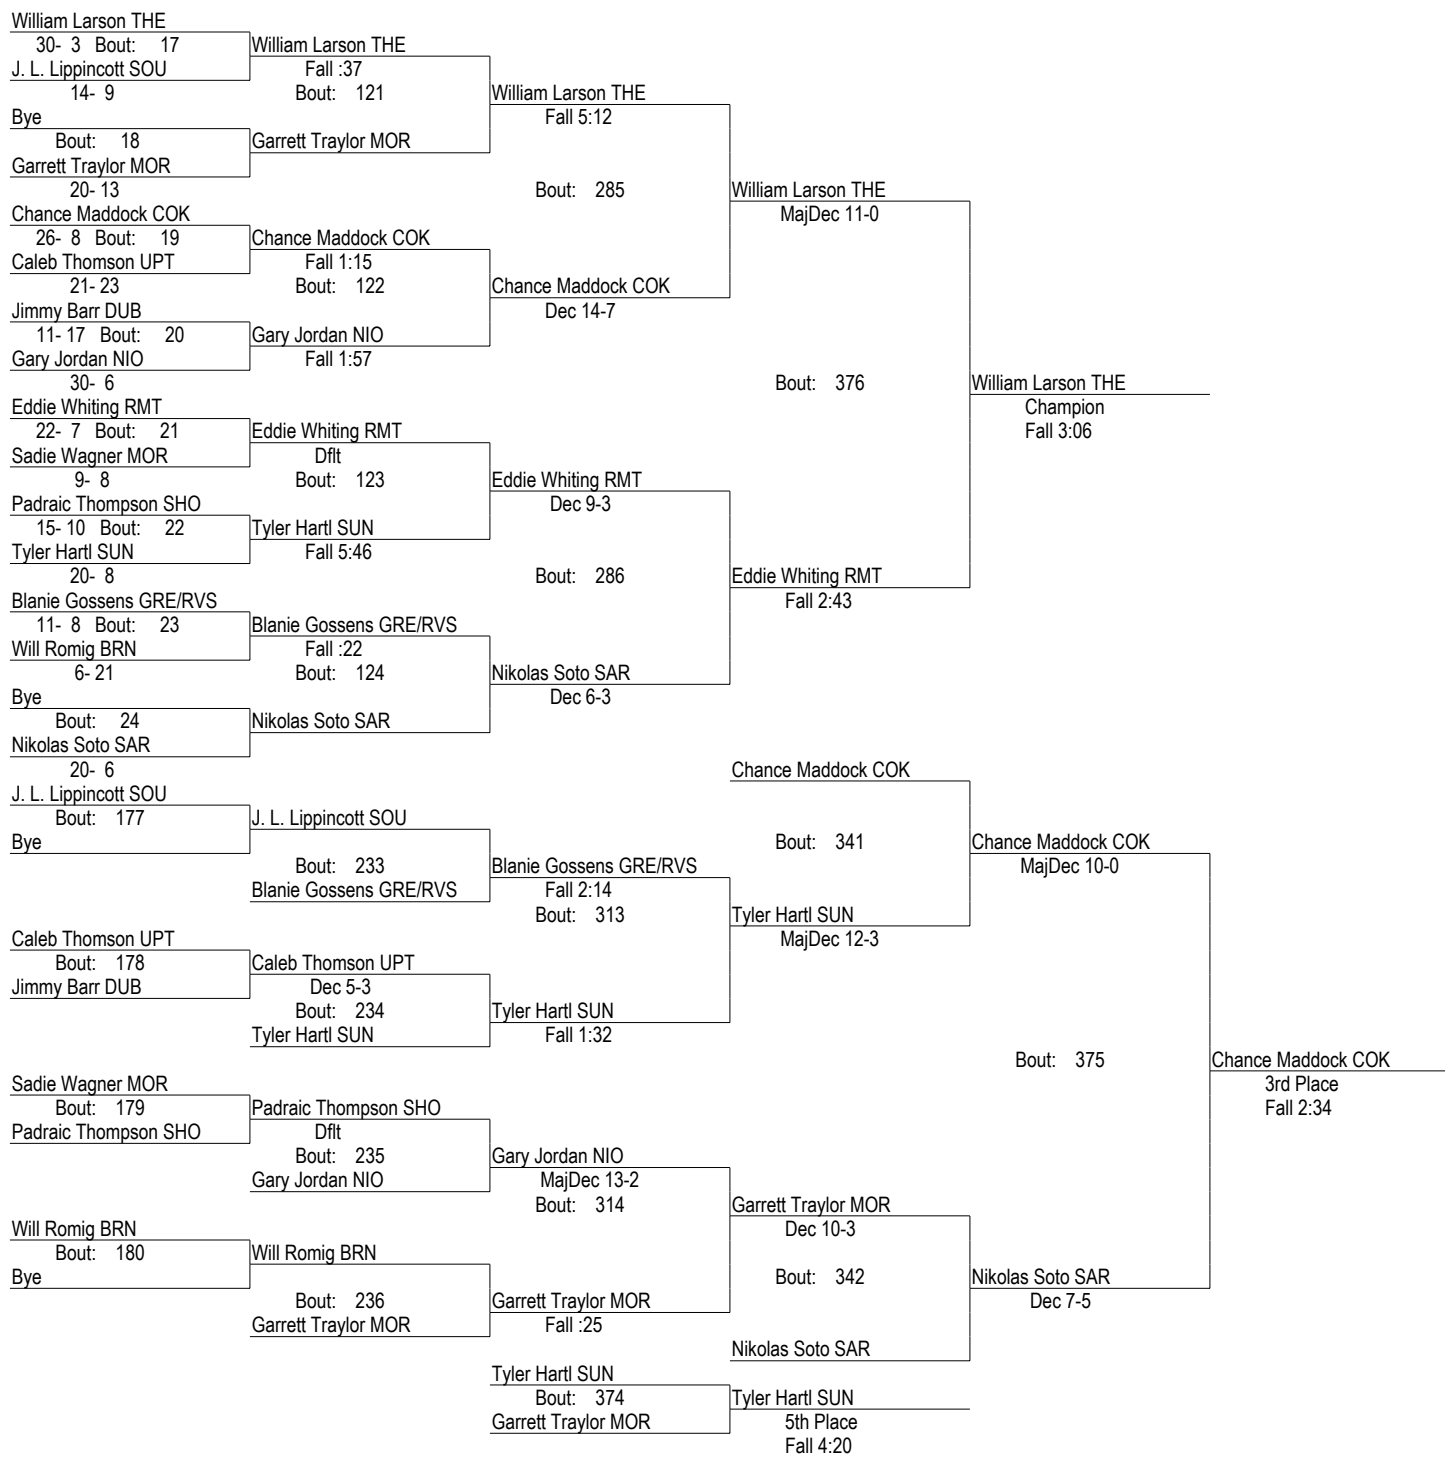 William Larson THE
30- 3 Bout: 17
J. L. Lippincott SOU
14- 9
Bye
Bout: 18
Garrett Traylor MOR
20- 13
Chance Maddock COK
26- 8 Bout: 19
Caleb Thomson UPT
21- 23
Jimmy Barr DUB
11- 17 Bout: 20
Gary Jordan NIO
30- 6
Eddie Whiting RMT
22- 7 Bout: 21
Sadie Wagner MOR
9- 8
Padraic Thompson SHO
15- 10 Bout: 22
Tyler Hartl SUN
20- 8
Blanie Gossens GRE/RVS
11- 8 Bout: 23
Will Romig BRN
6- 21
Bye
Bout: 24
Nikolas Soto SAR
20- 6
William Larson THE
Fall :37
Bout: 121
Garrett Traylor MOR
Chance Maddock COK
Fall 1:15
Bout: 122
Gary Jordan NIO
Fall 1:57
Eddie Whiting RMT
Dflt
Bout: 123
Tyler Hartl SUN
Fall 5:46
Blanie Gossens GRE/RVS
Fall :22
Bout: 124
Nikolas Soto SAR
William Larson THE
Fall 5:12
Bout: 285
Chance Maddock COK
Dec 14-7
Eddie Whiting RMT
Dec 9-3
Bout: 286
Nikolas Soto SAR
Dec 6-3
William Larson THE
MajDec 11-0
Bout: 376
Eddie Whiting RMT
Fall 2:43
William Larson THE
Champion
Fall 3:06
J. L. Lippincott SOU
Bout: 177
Bye
Caleb Thomson UPT
Bout: 178
Jimmy Barr DUB
Sadie Wagner MOR
Bout: 179
Padraic Thompson SHO
Will Romig BRN
Bout: 180
Bye
J. L. Lippincott SOU
Bout: 233
Blanie Gossens GRE/RVS
Caleb Thomson UPT
Dec 5-3
Bout: 234
Tyler Hartl SUN
Padraic Thompson SHO
Dflt
Bout: 235
Gary Jordan NIO
Will Romig BRN
Bout: 236
Garrett Traylor MOR
Blanie Gossens GRE/RVS
Fall 2:14
Bout: 313
Tyler Hartl SUN
Fall 1:32
Gary Jordan NIO
MajDec 13-2
Bout: 314
Garrett Traylor MOR
Fall :25
Chance Maddock COK
Bout: 341
Tyler Hartl SUN
MajDec 12-3
Garrett Traylor MOR
Dec 10-3
Bout: 342
Nikolas Soto SAR
Chance Maddock COK
MajDec 10-0
Bout: 375
Nikolas Soto SAR
Dec 7-5
Chance Maddock COK
3rd Place
Fall 2:34
Tyler Hartl SUN
Bout: 374
Garrett Traylor MOR
Tyler Hartl SUN
5th Place
Fall 4:20